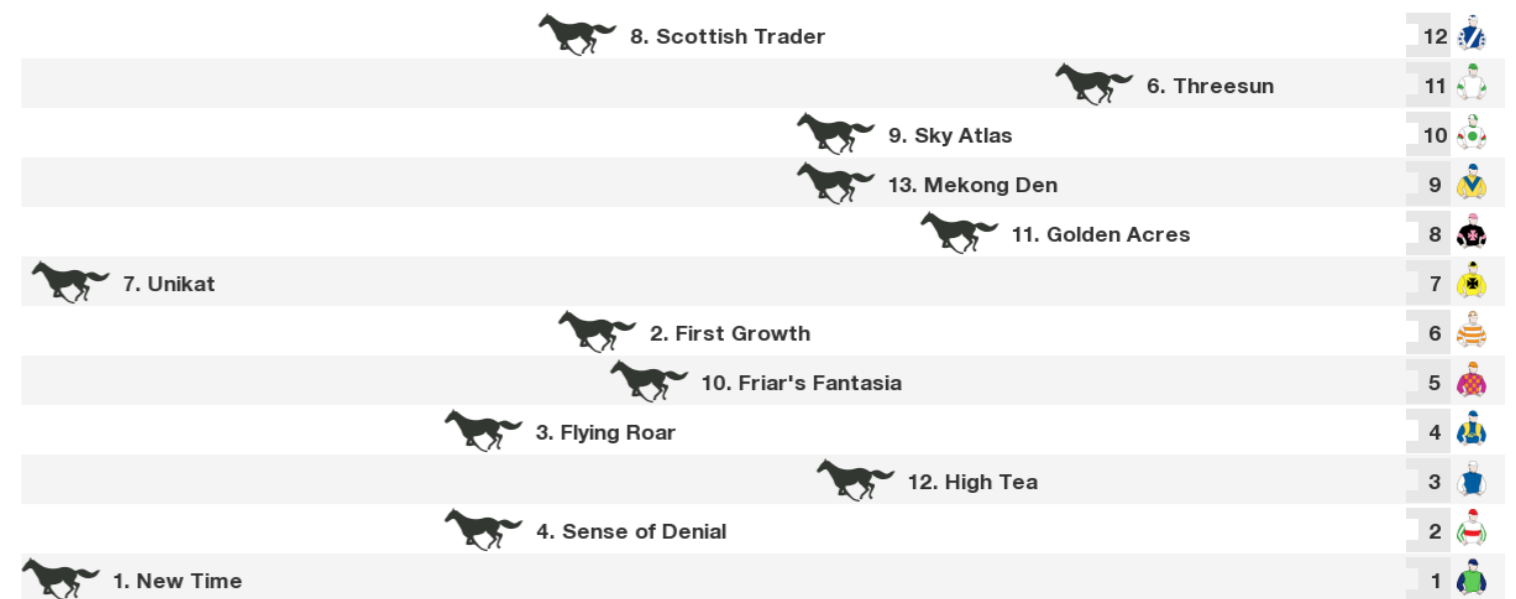 8. Scottish Trader 12
6. Threesun 11
9. Sky Atlas 10
13. Mekong Den 9
11. Golden Acres 8
7. Unikat 7
2. First Growth 6
10. Friar's Fantasia 5
3. Flying Roar 4
12. High Tea 3
4. Sense of Denial 2
1. New Time 1